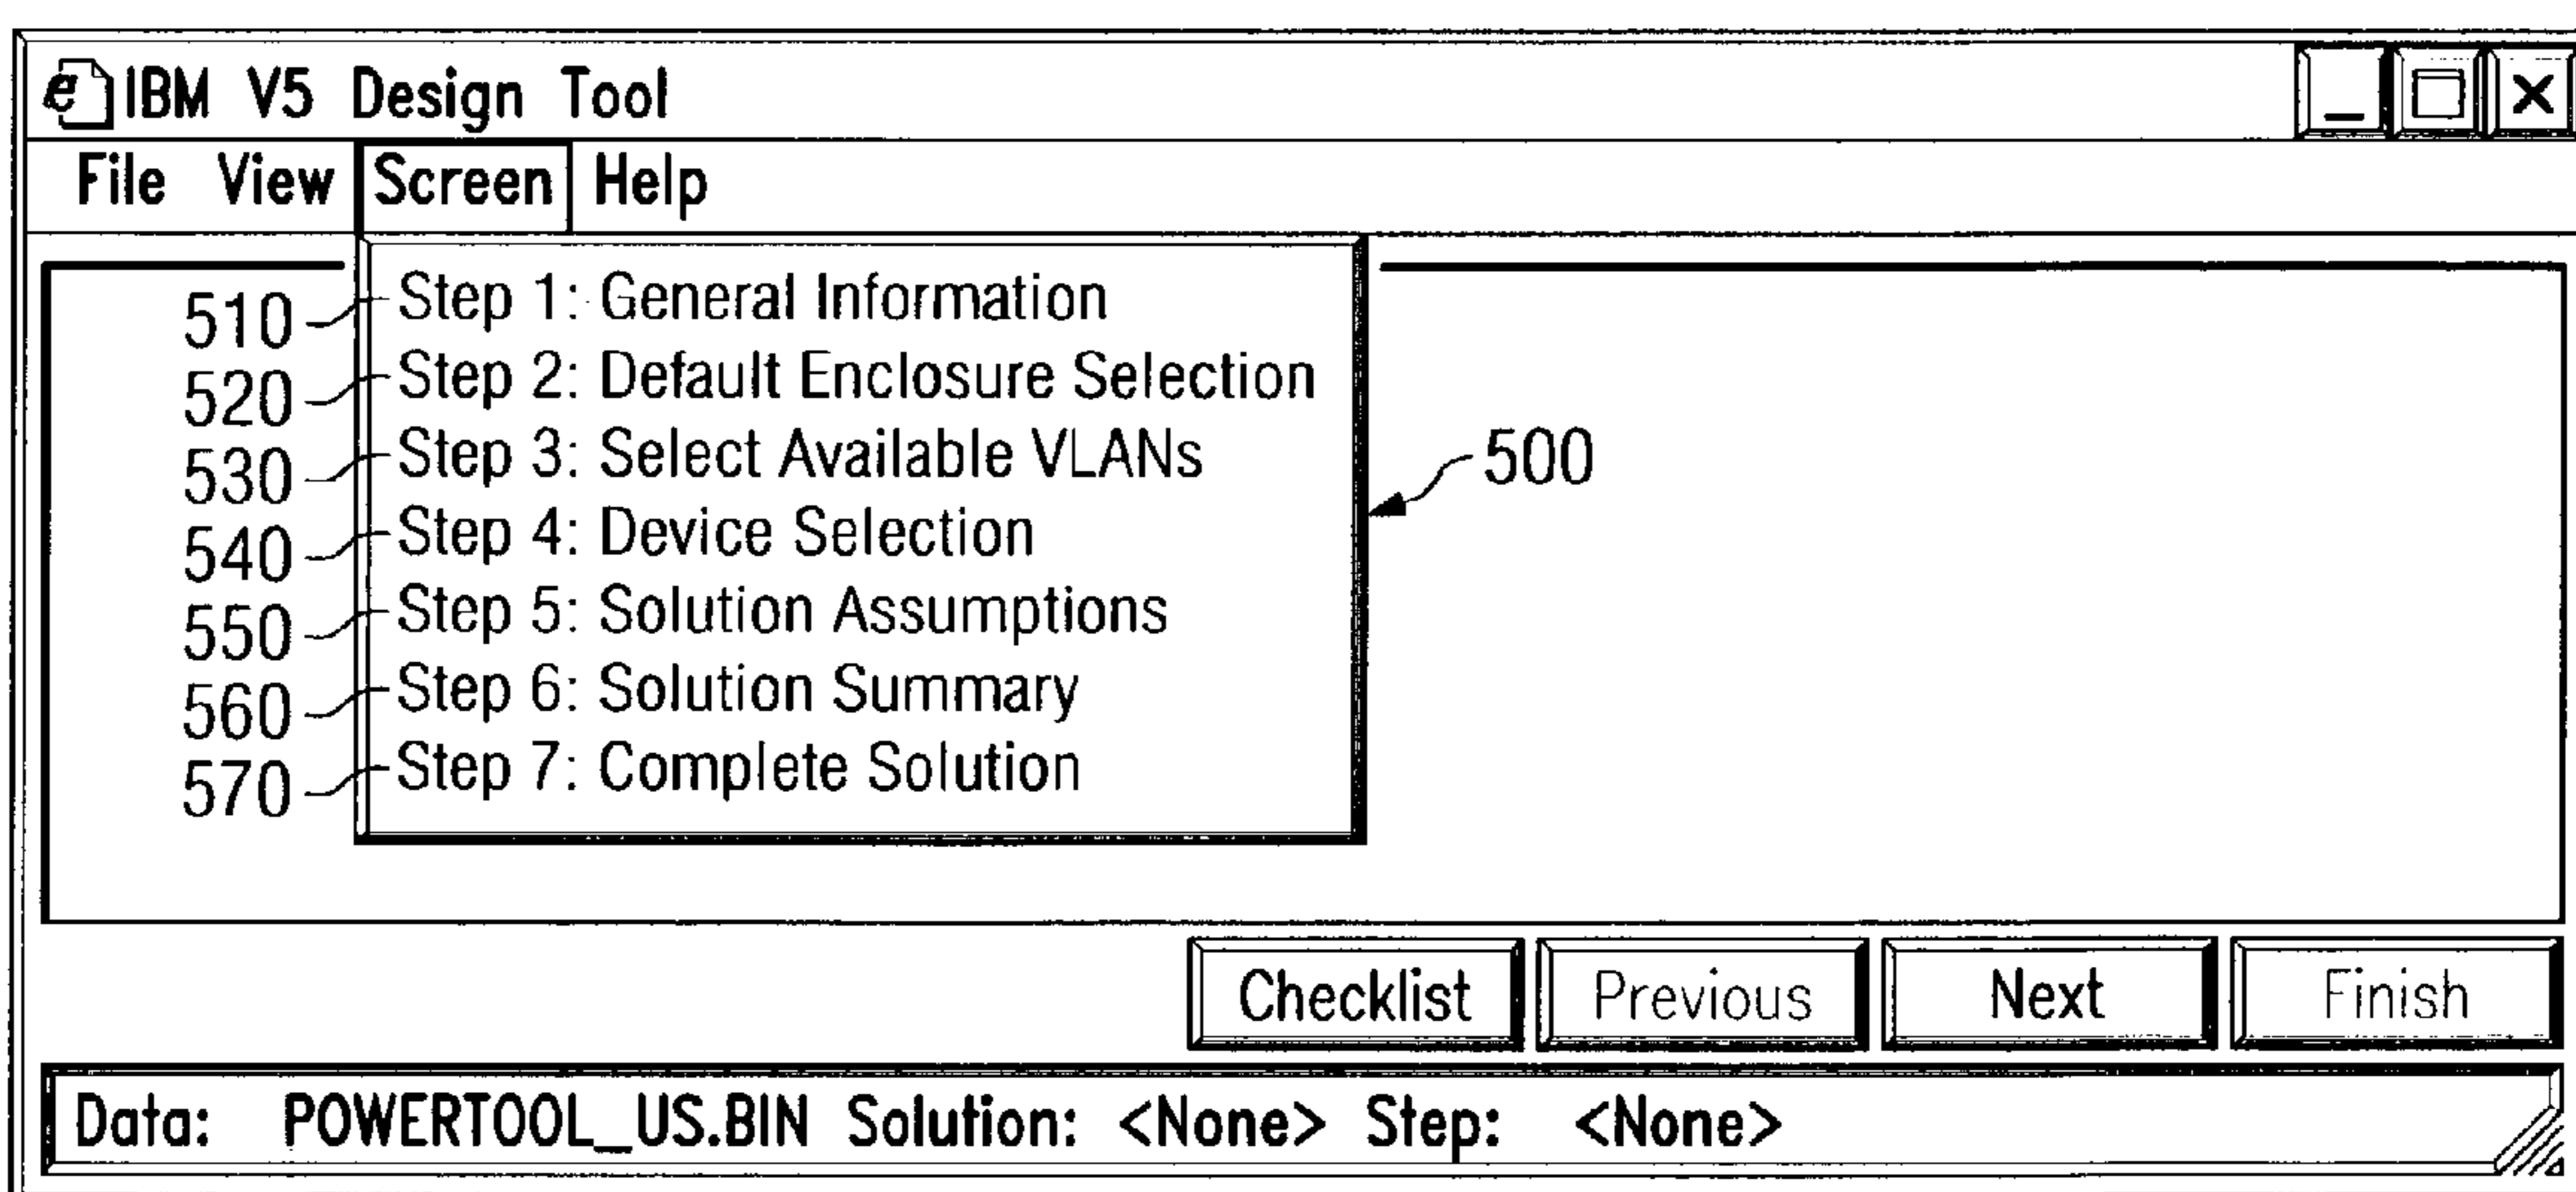 IBM V5 Design Tool
File View Screen Help
510 Step 1: General Information
520 Step 2: Default Enclosure Selection
530 Step 3: Select Available VLANs
500
540 Step 4: Device Selection
550 Step 5: Solution Assumptions
560 Step 6: Solution Summary
570 Step 7: Complete Solution
Checklist Previous Next Finish
Data: POWERTOOL_US.BIN Solution: <None> Step: <None>